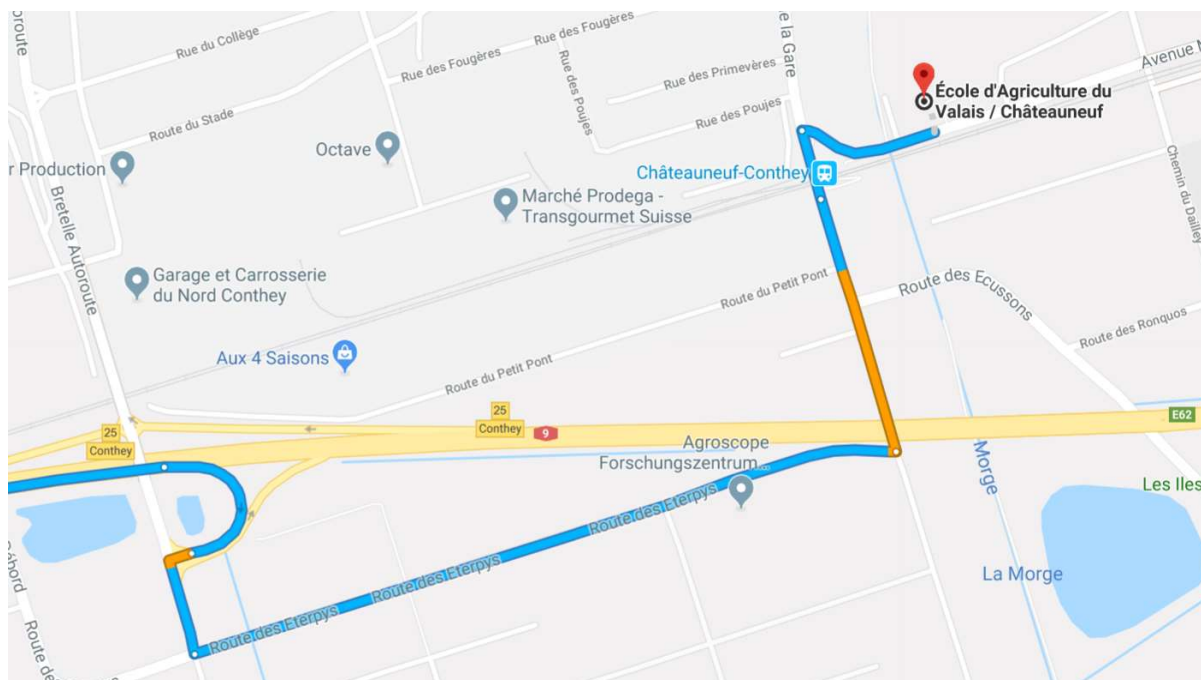 Rue du Collège
Rue des Fougères
Rue des Fougères
Rue des Primevères
Rue des Poujes
Rue des Poujes
la Gare
Avenue
École d'Agriculture du
Valais / Châteauneuf
Route du Stade
Octave
r Production
Châteauneuf-Conthey
Marché Prodega -
Transgourmet Suisse
Chemin du Dailley
Bretelle Autoroute
Garage et Carrosserie
du Nord Conthey
Route du Petit Pont
Route des Ecussons
Route des Ronquos
Aux 4 Saisons
Route du Petit Pont
25
Conthey
25
Conthey
9
E62
Agroscope
Forschungszentrum...
Morge
Les Iles
Route des Eterpys
Route des Eterpys
Route des Eterpys
La Morge
Route de